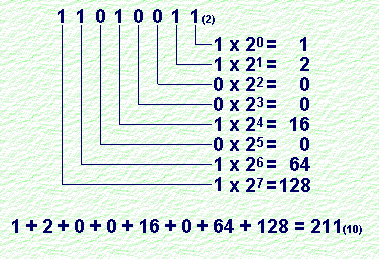 1 1 0 1 0 0 1 1 (2)
1 x 2⁰ = 1
1 x 2¹ = 2
0 x 2² = 0
0 x 2³ = 0
1 x 2⁴ = 16
0 x 2⁵ = 0
1 x 2⁶ = 64
1 x 2⁷ = 128
1 + 2 + 0 + 0 + 16 + 0 + 64 + 128 = 211(10)